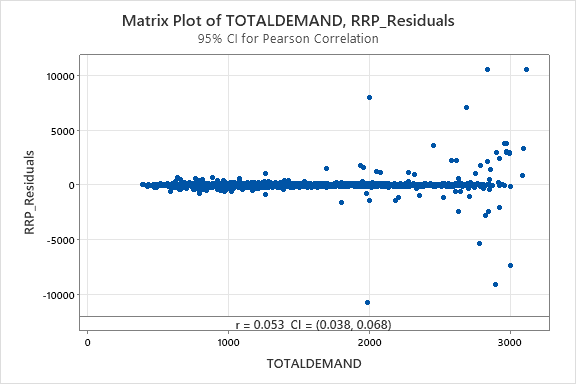 Matrix Plot of TOTALDEMAND, RRP_Residuals
95% CI for Pearson Correlation
10000
5000
0
-5000
-10000
RRP_Residuals
r = 0.053 CI = (0.038, 0.068)
0 1000 2000 3000
TOTALDEMAND